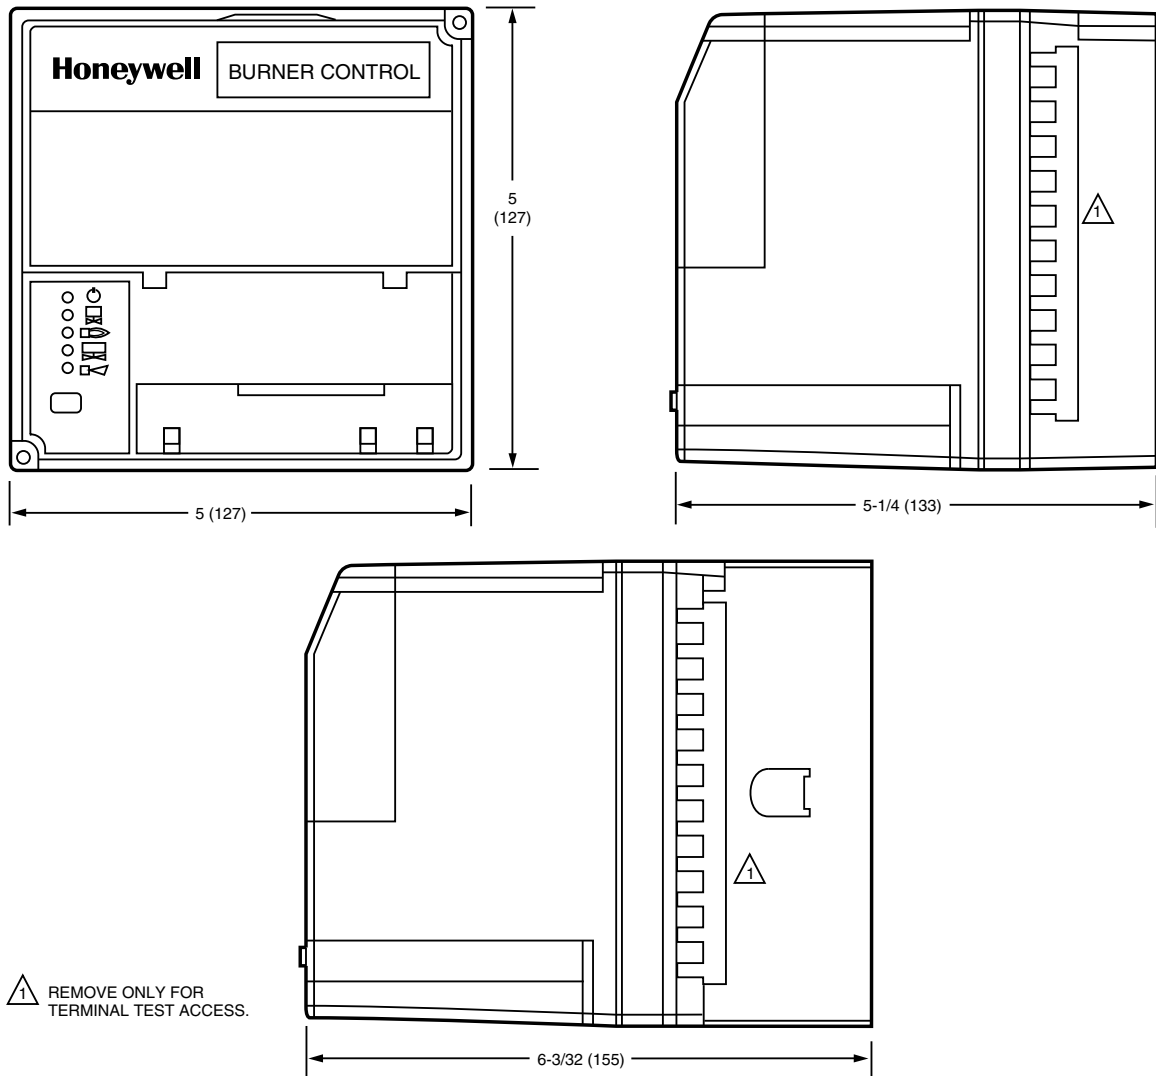 Honeywell
BURNER CONTROL
5
(127)
5 (127)
1
5-1/4 (133)
1
1 REMOVE ONLY FOR
TERMINAL TEST ACCESS.
6-3/32 (155)